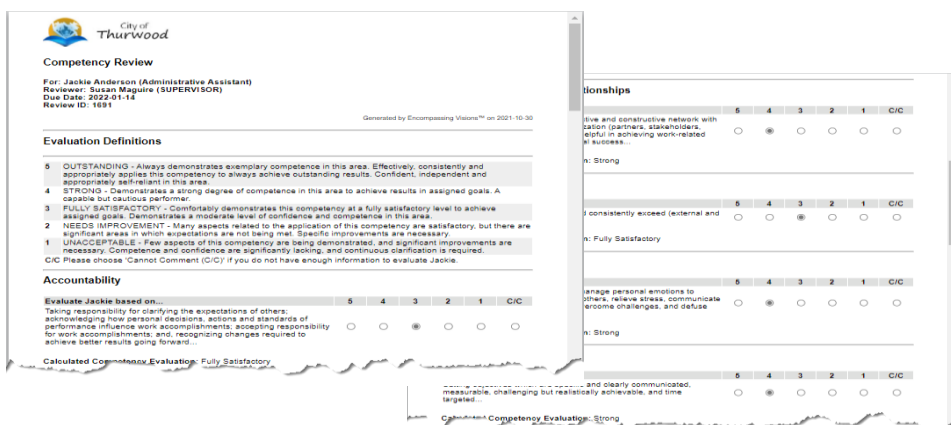 City of
Thurwood
Competency Review
For: Jackie Anderson (Administrative Assistant)
Reviewer: Susan Maguire (SUPERVISOR)
Due Date: 2022-01-14
Review ID: 1691
Generated by Encompassing Visions™ on 2021-10-30
Evaluation Definitions
5 OUTSTANDING - Always demonstrates exemplary competence in this area. Effectively, consistently and
appropriately applies this competency to always achieve outstanding results. Confident, independent and
appropriately self-reliant in this area.
4 STRONG - Demonstrates a strong degree of competence in this area to achieve results in assigned goals. A
capable but cautious performer.
3 FULLY SATISFACTORY - Comfortably demonstrates this competency at a fully satisfactory level to achieve
assigned goals. Demonstrates a moderate level of confidence and competence in this area.
2 NEEDS IMPROVEMENT - Many aspects related to the application of this competency are satisfactory, but there are
significant areas in which expectations are not being met. Specific improvements are necessary.
1 UNACCEPTABLE - Few aspects of this competency are being demonstrated, and significant improvements are
necessary. Competence and confidence are significantly lacking, and continuous clarification is required.
C/C Please choose 'Cannot Comment (C/C)' if you do not have enough information to evaluate Jackie.
Accountability
Evaluate Jackie based on... 5 4 3 2 1 C/C
Taking responsibility for clarifying the expectations of others;
acknowledging how personal decisions, actions and standards of
performance influence work accomplishments; accepting responsibility
for work accomplishments; and, recognizing changes required to
achieve better results going forward...
Calculated Competency Evaluation: Fully Satisfactory
tionships
5 4 3 2 1 C/C
tive and constructive network with
zation (partners, stakeholders,
elpful in achieving work-related
el success...
n: Strong
5 4 3 2 1 C/C
d consistently exceed (external and
n: Fully Satisfactory
5 4 3 2 1 C/C
anage personal emotions to
others, relieve stress, communicate
vercome challenges, and defuse
n: Strong
5 4 3 2 1 C/C
and clearly communicated,
measurable, challenging but realistically achievable, and time
targeted...
Competency Evaluation: Strong